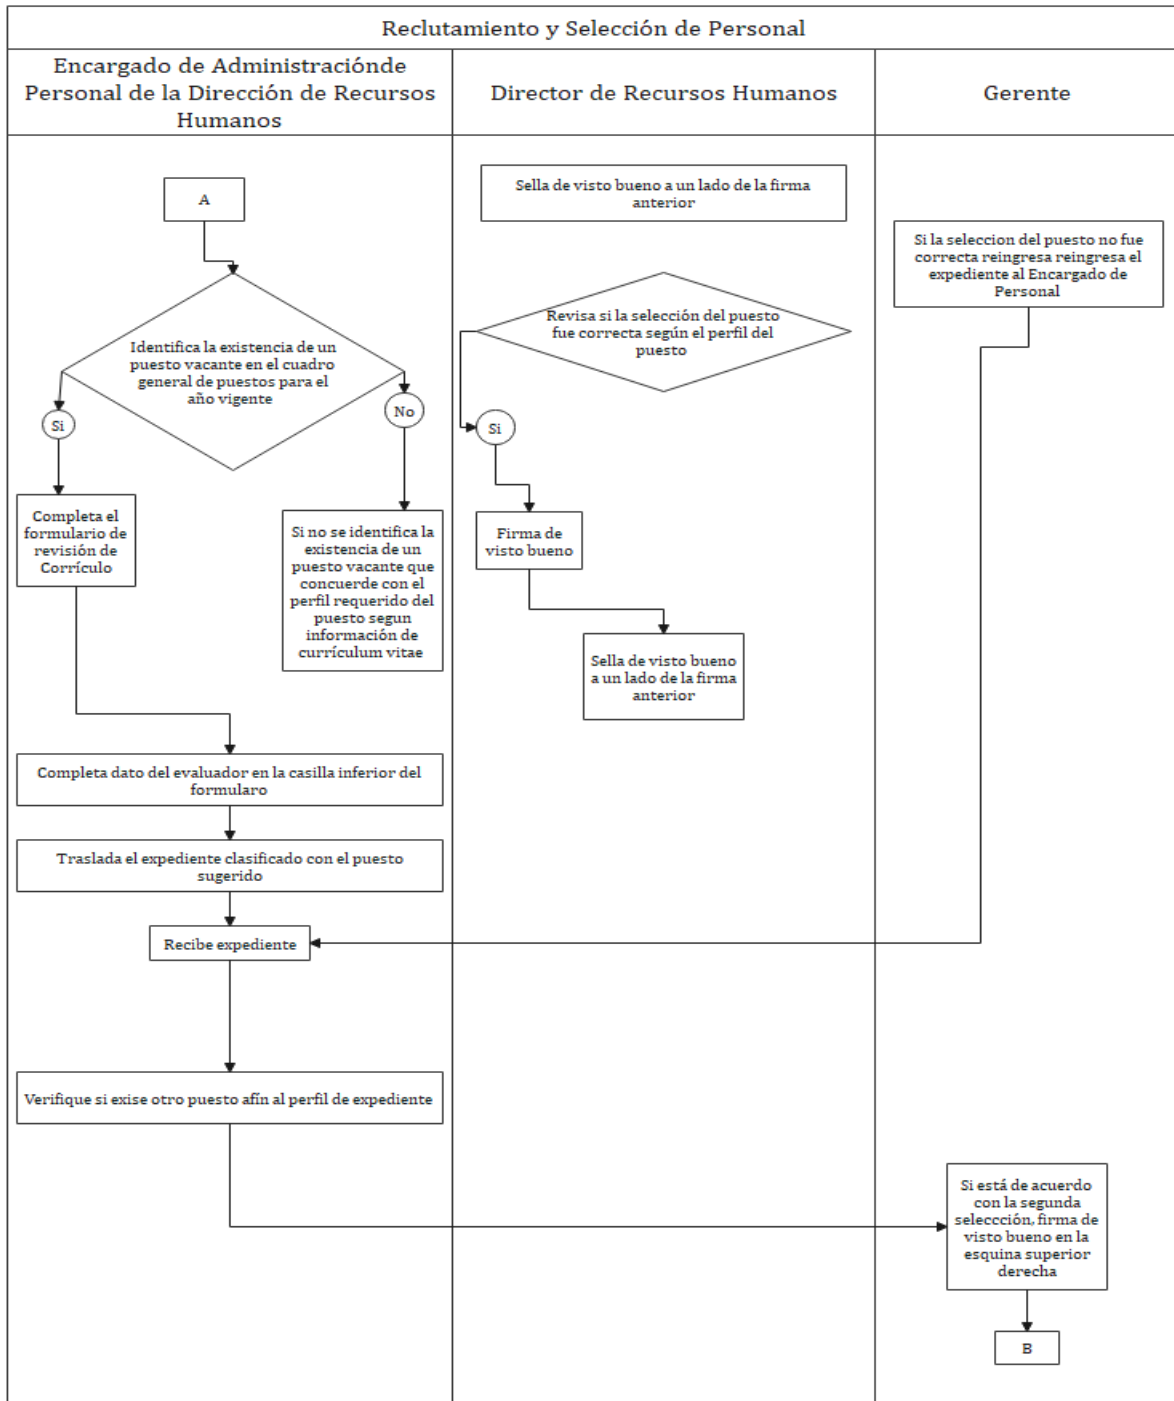 Reclutamiento y Selección de Personal
Encargado de Administraciónde
Personal de la Dirección de Recursos
Humanos
Director de Recursos Humanos
Gerente
A
Identifica la existencia de un
puesto vacante en el cuadro
general de puestos para el
año vigente
Si
No
Completa el
formulario de
revisión de
Corrículo
Si no se identifica la
existencia de un
puesto vacante que
concuerde con el
perfil requerido del
puesto segun
información de
currículum vitae
Completa dato del evaluador en la casilla inferior del
formularo
Traslada el expediente clasificado con el puesto
sugerido
Recibe expediente
Verifique si exise otro puesto afín al perfil de expediente
Sella de visto bueno a un lado de la firma
anterior
Revisa si la selección del puesto
fue correcta según el perfil del
puesto
Si
Firma de
visto bueno
Sella de visto bueno
a un lado de la firma
anterior
Si la seleccion del puesto no fue
correcta reingresa reingresa el
expediente al Encargado de
Personal
Si está de acuerdo
con la segunda
seleccción, firma de
visto bueno en la
esquina superior
derecha
B